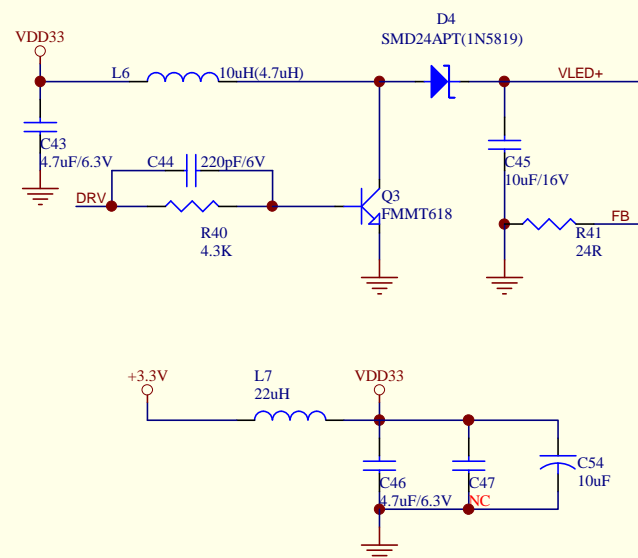 D4
SMD24APT(1N5819)
VDD33
L6
10uH(4.7uH)
VLED+
C43
4.7uF/6.3V
C44
220pF/6V
C45
10uF/16V
DRV
Q3
FMMT618
R40
4.3K
FB
R41
24R
+3.3V
L7
22uH
VDD33
C46
4.7uF/6.3V
C47
NC
C54
10uF